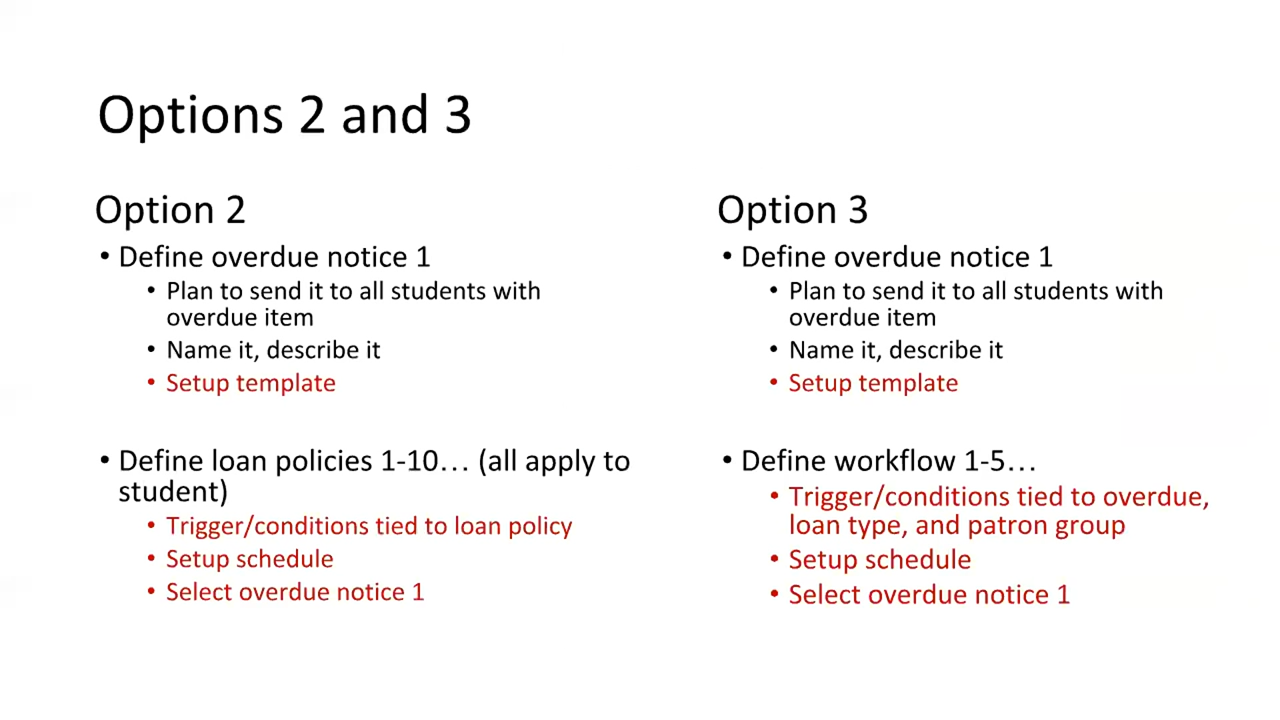 Options 2 and 3
Option 2
• Define overdue notice 1
• Plan to send it to all students with
overdue item
• Name it, describe it
• Setup template
• Define loan policies 1-10… (all apply to
student)
• Trigger/conditions tied to loan policy
• Setup schedule
• Select overdue notice 1
Option 3
• Define overdue notice 1
• Plan to send it to all students with
overdue item
• Name it, describe it
• Setup template
• Define workflow 1-5…
• Trigger/conditions tied to overdue,
loan type, and patron group
• Setup schedule
• Select overdue notice 1